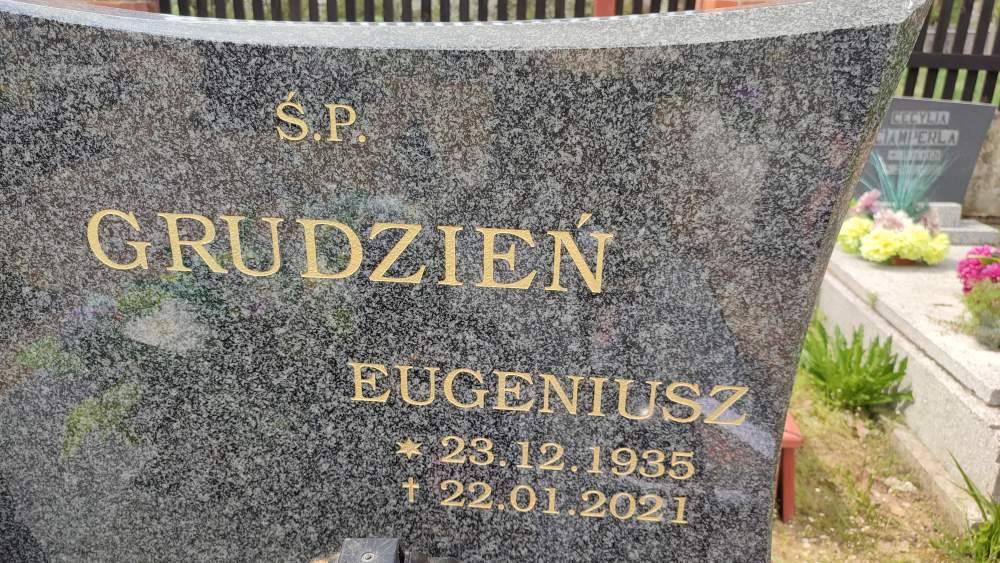 Ś.P.
GRUDZIEŃ
EUGENIUSZ
* 23.12.1935
† 22.01.2021
CECYLIA